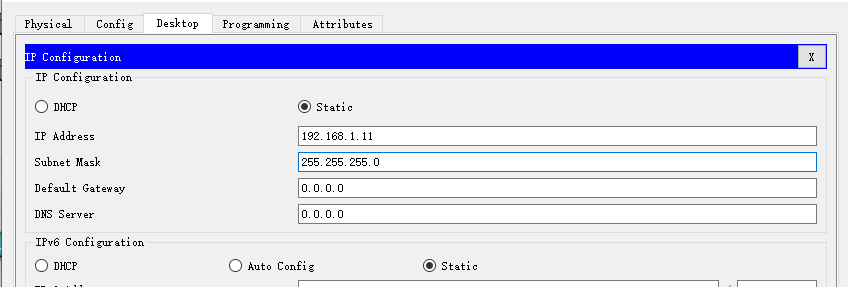 Physical Config Desktop Programming Attributes
IP Configuration X
IP Configuration
DHCP Static
IP Address 192.168.1.11
Subnet Mask 255.255.255.0
Default Gateway 0.0.0.0
DNS Server 0.0.0.0
IPv6 Configuration
DHCP Auto Config Static